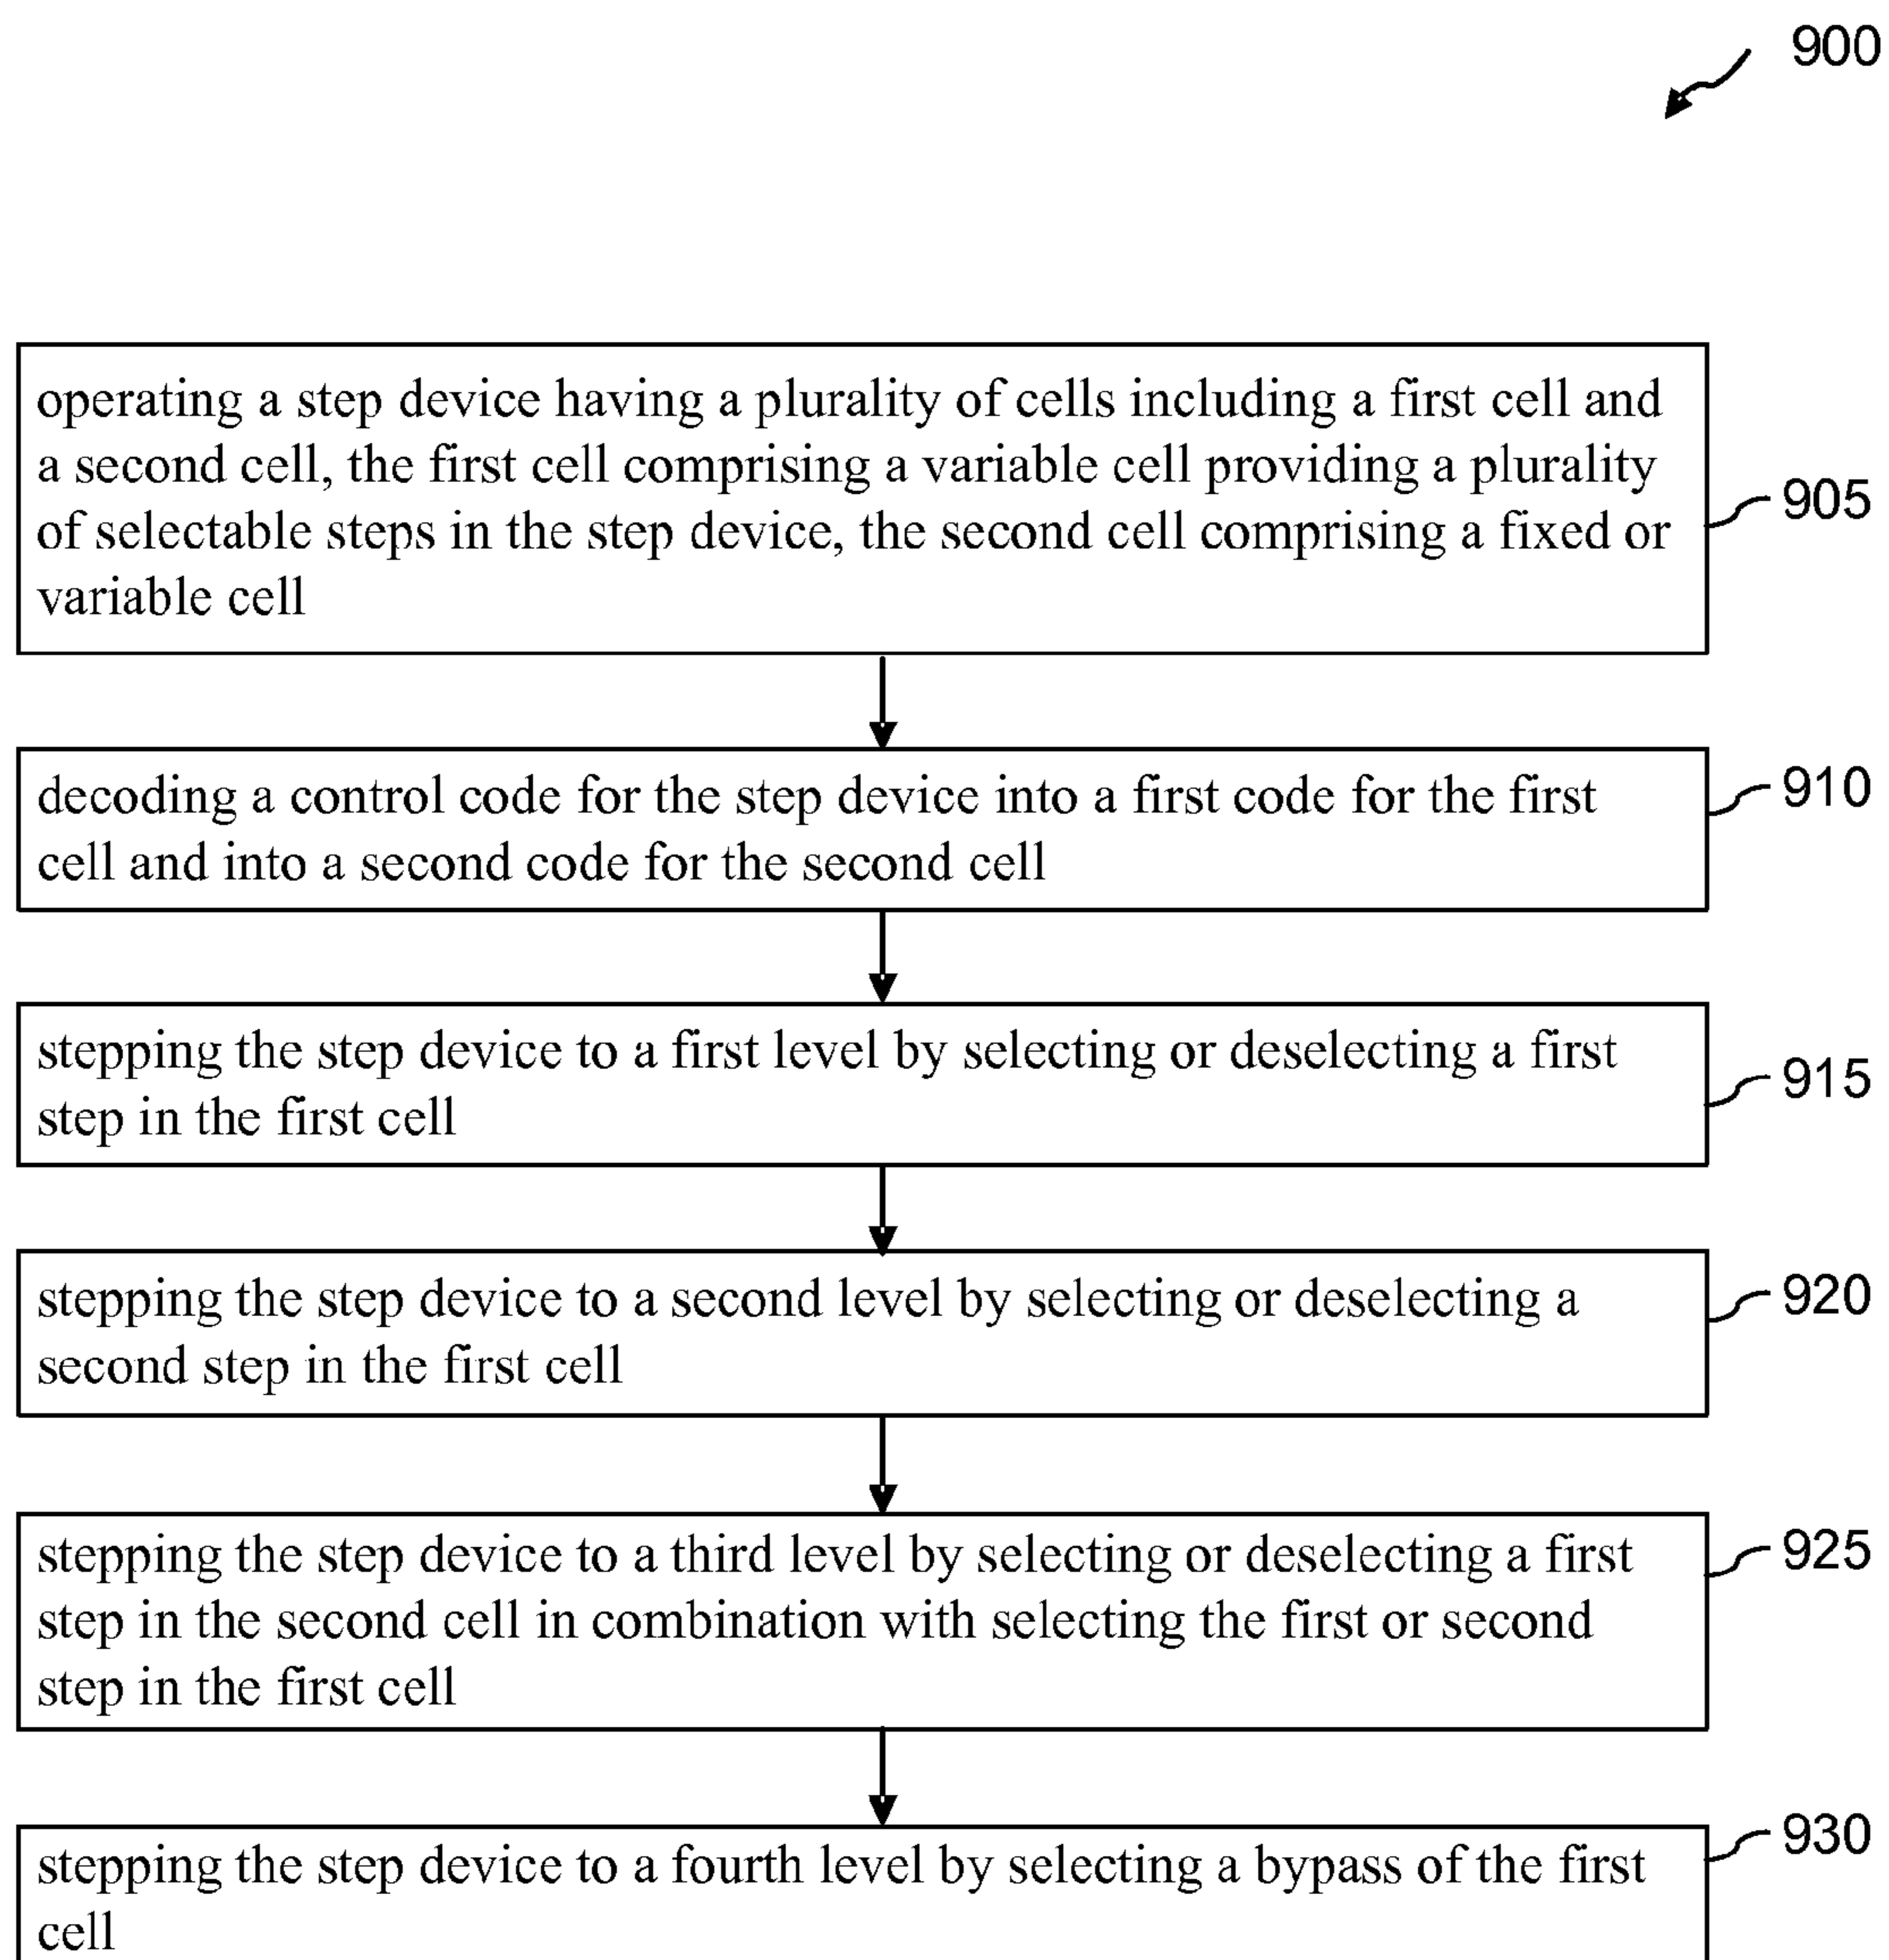 900
operating a step device having a plurality of cells including a first cell and
a second cell, the first cell comprising a variable cell providing a plurality
of selectable steps in the step device, the second cell comprising a fixed or
variable cell
905
decoding a control code for the step device into a first code for the first
cell and into a second code for the second cell
910
stepping the step device to a first level by selecting or deselecting a first
step in the first cell
915
stepping the step device to a second level by selecting or deselecting a
second step in the first cell
920
stepping the step device to a third level by selecting or deselecting a first
step in the second cell in combination with selecting the first or second
step in the first cell
925
stepping the step device to a fourth level by selecting a bypass of the first
cell
930